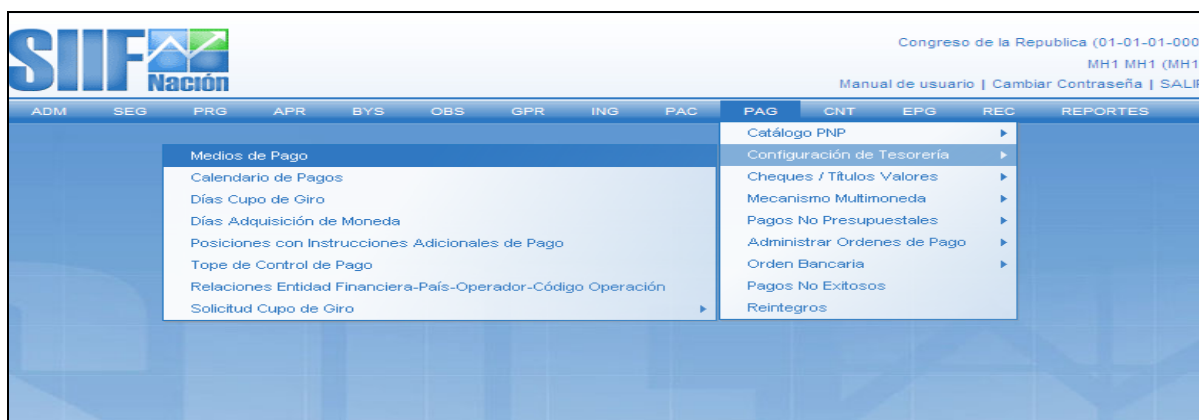 SIIF
Nación
Congreso de la Republica (01-01-01-000
MH1 MH1 (MH1
Manual de usuario | Cambiar Contraseña | SALIR
ADM SEG PRG APR BYS OBS GPR ING PAC PAG CNT EPG REC REPORTES
Catálogo PNP
Configuración de Tesorería
Cheques / Títulos Valores
Mecanismo Multimoneda
Pagos No Presupuestales
Administrar Ordenes de Pago
Orden Bancaria
Pagos No Exitosos
Reintegros
Medios de Pago
Calendario de Pagos
Días Cupo de Giro
Días Adquisición de Moneda
Posiciones con Instrucciones Adicionales de Pago
Tope de Control de Pago
Relaciones Entidad Financiera-País-Operador-Código Operación
Solicitud Cupo de Giro